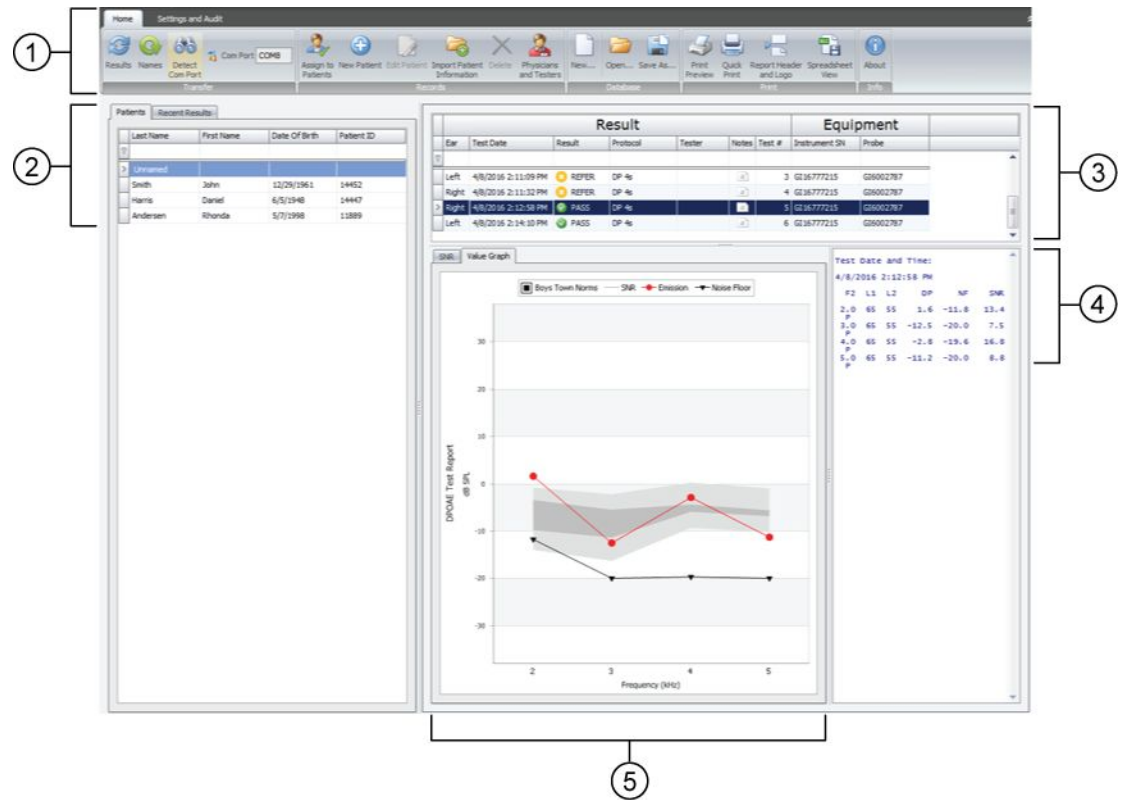 Home Settings and Audit
1
Results Names Detect Com Port Com Port COM8 Assign to Patients New Patient Edit Patient Import Patient Information Delete Physicians and Testers New... Open... Save As... Print Preview Quick Print Report Header and Logo Spreadsheet View About
Transfer Records Database Print Info
2
Patients Recent Results
Last Name First Name Date Of Birth Patient ID
Unnamed
Smith John 12/29/1961 14452
Harris Daniel 6/5/1948 14447
Andersen Rhonda 5/7/1998 11889
Result Equipment
Ear Test Date Result Protocol Tester Notes Test # Instrument SN Probe
Left 4/8/2016 2:11:09 PM REFER DP 4s 3 GI16777215 GI6002787
Right 4/8/2016 2:11:32 PM REFER DP 4s 4 GI16777215 GI6002787
Right 4/8/2016 2:12:58 PM PASS DP 4s 5 GI16777215 GI6002787
Left 4/8/2016 2:14:10 PM PASS DP 4s 6 GI16777215 GI6002787
3
SNR Value Graph
Boys Town Norms SNR Emission Noise Floor
30
20
10
0
-10
-20
-30
DPOAE Test Report
dB SPL
2 3 4 5
Frequency (kHz)
Test Date and Time:
4/8/2016 2:12:58 PM
F2 L1 L2 DP NF SNR
2.0 65 55 1.6 -11.8 13.4
P
3.0 65 55 -12.5 -20.0 7.5
P
4.0 65 55 -2.8 -19.6 16.8
P
5.0 65 55 -11.2 -20.0 8.8
P
4
5